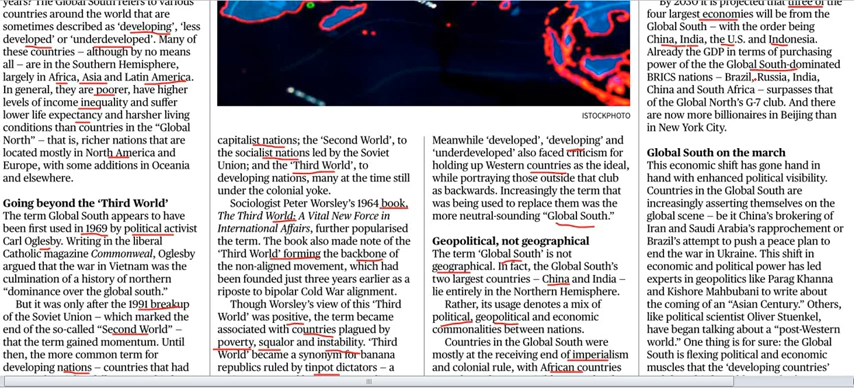 years? The Global South refers to various
countries around the world that are
sometimes described as ‘developing’, ‘less
developed’ or ‘underdeveloped’. Many of
these countries – although by no means
all – are in the Southern Hemisphere,
largely in Africa, Asia and Latin America.
In general, they are poorer, have higher
levels of income inequality and suffer
lower life expectancy and harsher living
conditions than countries in the “Global
North” – that is, richer nations that are
located mostly in North America and
Europe, with some additions in Oceania
and elsewhere.
Going beyond the ‘Third World’
The term Global South appears to have
been first used in 1969 by political activist
Carl Oglesby. Writing in the liberal
Catholic magazine Commonweal, Oglesby
argued that the war in Vietnam was the
culmination of a history of northern
“dominance over the global south.”
But it was only after the 1991 breakup
of the Soviet Union – which marked the
end of the so-called “Second World” –
that the term gained momentum. Until
then, the more common term for
developing nations – countries that had
ISTOCKPHOTO
capitalist nations; the ‘Second World’, to
the socialist nations led by the Soviet
Union; and the ‘Third World’, to
developing nations, many at the time still
under the colonial yoke.
Sociologist Peter Worsley’s 1964 book,
The Third World: A Vital New Force in
International Affairs, further popularised
the term. The book also made note of the
‘Third World’ forming the backbone of
the non-aligned movement, which had
been founded just three years earlier as a
riposte to bipolar Cold War alignment.
Though Worsley’s view of this ‘Third
World’ was positive, the term became
associated with countries plagued by
poverty, squalor and instability. ‘Third
World’ became a synonym for banana
republics ruled by tinpot dictators – a
Meanwhile ‘developed’, ‘developing’ and
‘underdeveloped’ also faced criticism for
holding up Western countries as the ideal,
while portraying those outside that club
as backwards. Increasingly the term that
was being used to replace them was the
more neutral-sounding “Global South.”
Geopolitical, not geographical
The term ‘Global South’ is not
geographical. In fact, the Global South’s
two largest countries – China and India –
lie entirely in the Northern Hemisphere.
Rather, its usage denotes a mix of
political, geopolitical and economic
commonalities between nations.
Countries in the Global South were
mostly at the receiving end of imperialism
and colonial rule, with African countries
By 2030 it is projected that three of the
four largest economies will be from the
Global South – with the order being
China, India, the U.S. and Indonesia.
Already the GDP in terms of purchasing
power of the the Global South-dominated
BRICS nations – Brazil, Russia, India,
China and South Africa – surpasses that
of the Global North’s G-7 club. And there
are now more billionaires in Beijing than
in New York City.
Global South on the march
This economic shift has gone hand in
hand with enhanced political visibility.
Countries in the Global South are
increasingly asserting themselves on the
global scene – be it China’s brokering of
Iran and Saudi Arabia’s rapprochement or
Brazil’s attempt to push a peace plan to
end the war in Ukraine. This shift in
economic and political power has led
experts in geopolitics like Parag Khanna
and Kishore Mahbubani to write about
the coming of an “Asian Century.” Others,
like political scientist Oliver Stuenkel,
have began talking about a “post-Western
world.” One thing is for sure: the Global
South is flexing political and economic
muscles that the ‘developing countries’